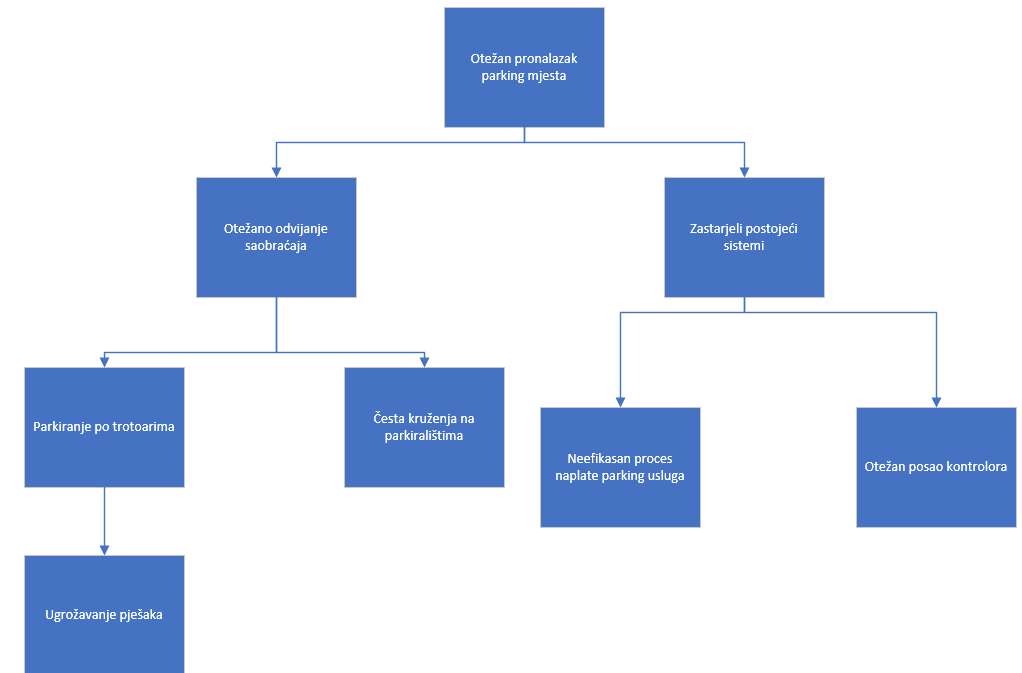 Otežan pronalazak
parking mjesta
Otežano odvijanje
saobraćaja
Zastarjeli postojeći
sistemi
Parkiranje po trotoarima
Česta kruženja na
parkiralištima
Neefikasan proces
naplate parking usluga
Otežan posao kontrolora
Ugrožavanje pješaka